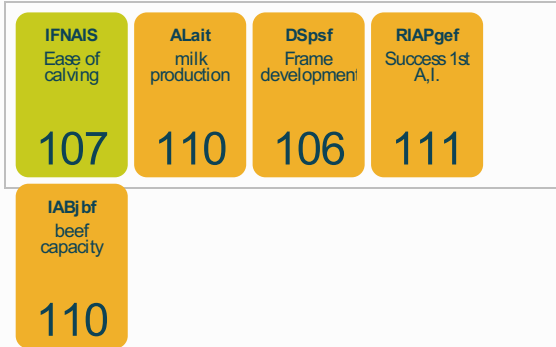 IFNAIS
Ease of
calving
107
ALait
milk
production
110
DSpsf
Frame
development
106
RIAPgef
Success 1st
A,I.
111
IABjbf
beef
capacity
110